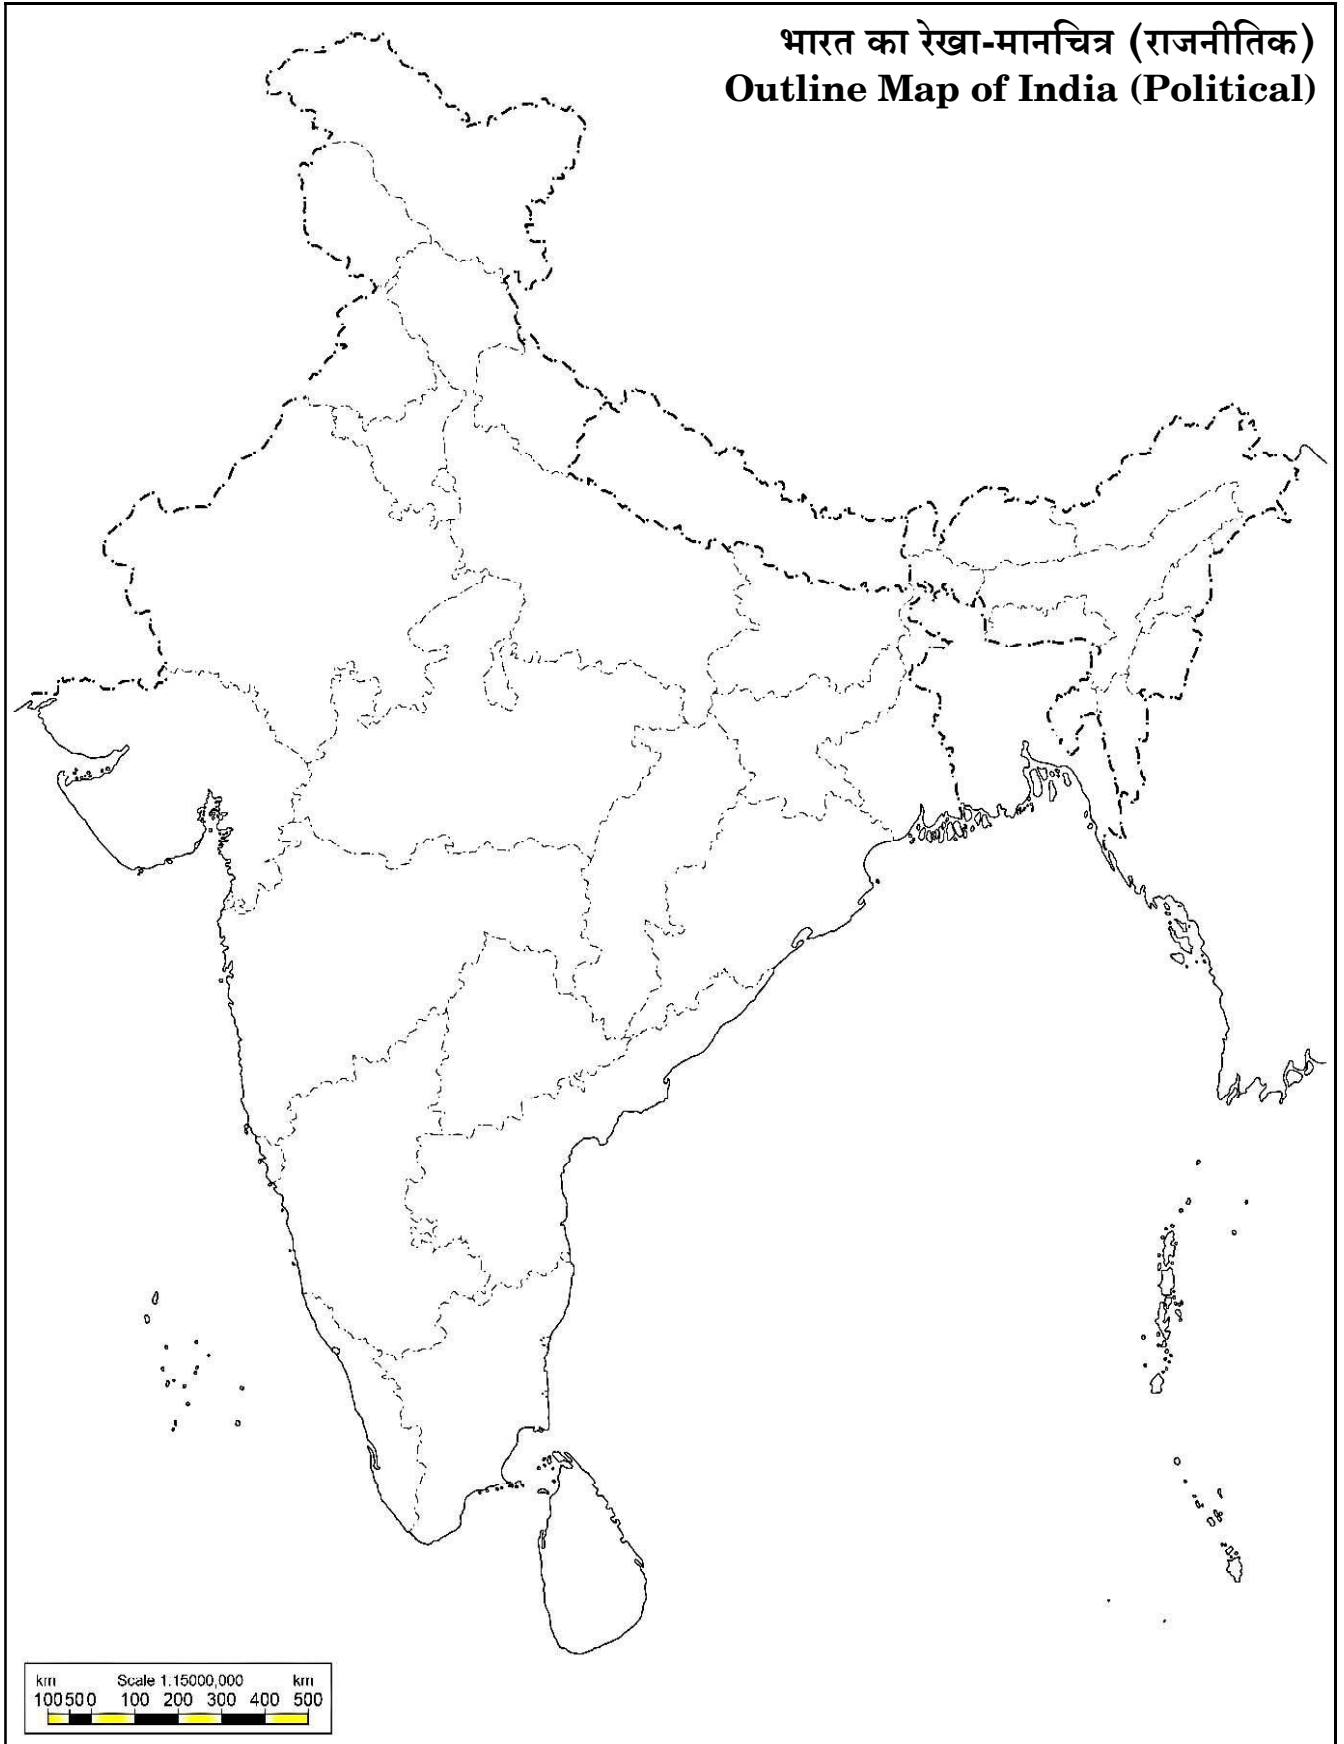 भारत का रेखा-मानचित्र (राजनीतिक)
Outline Map of India (Political)
km Scale 1:15000,000 km
100 50 0 100 200 300 400 500